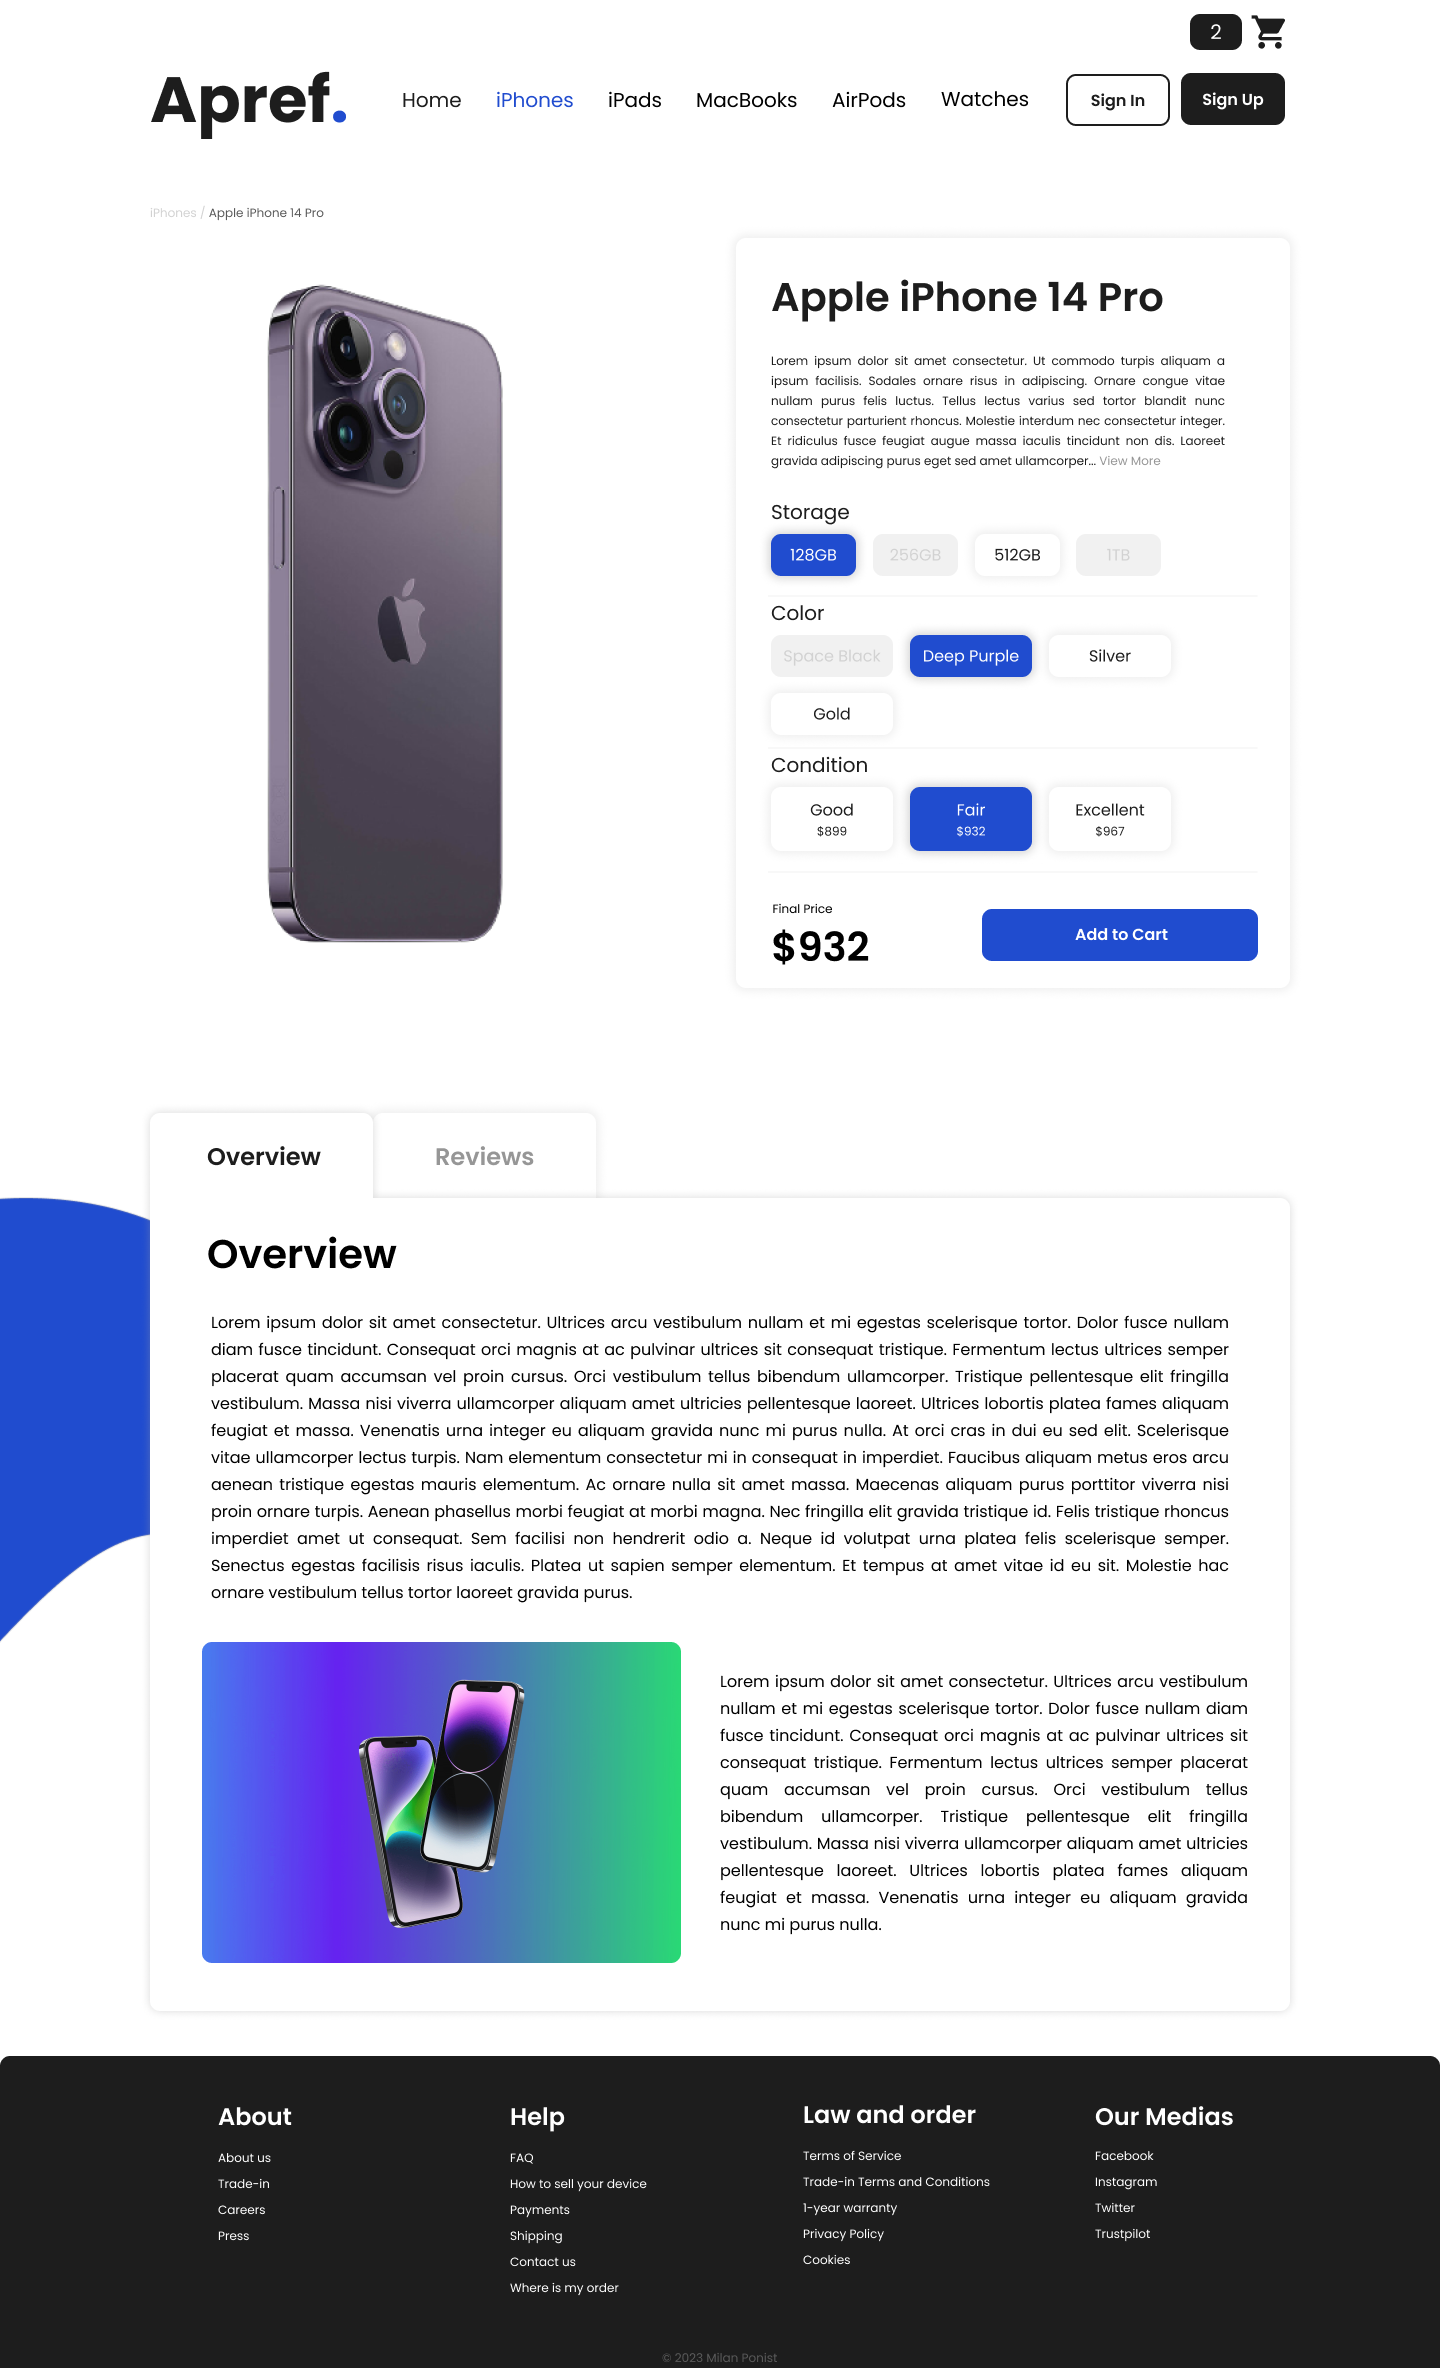 2
Apref.
Home iPhones iPads MacBooks AirPods Watches Sign In Sign Up
iPhones / Apple iPhone 14 Pro
Apple iPhone 14 Pro
Lorem ipsum dolor sit amet consectetur. Ut commodo turpis aliquam a
ipsum facilisis. Sodales ornare risus in adipiscing. Ornare congue vitae
nullam purus felis luctus. Tellus lectus varius sed tortor blandit nunc
consectetur parturient rhoncus. Molestie interdum nec consectetur integer.
Et ridiculus fusce feugiat augue massa iaculis tincidunt non dis. Laoreet
gravida adipiscing purus eget sed amet ullamcorper... View More
Storage
128GB 256GB 512GB 1TB
Color
Space Black Deep Purple Silver
Gold
Condition
Good Fair Excellent
$899 $932 $967
Final Price
$932
Add to Cart
Overview Reviews
Overview
Lorem ipsum dolor sit amet consectetur. Ultrices arcu vestibulum nullam et mi egestas scelerisque tortor. Dolor fusce nullam
diam fusce tincidunt. Consequat orci magnis at ac pulvinar ultrices sit consequat tristique. Fermentum lectus ultrices semper
placerat quam accumsan vel proin cursus. Orci vestibulum tellus bibendum ullamcorper. Tristique pellentesque elit fringilla
vestibulum. Massa nisi viverra ullamcorper aliquam amet ultricies pellentesque laoreet. Ultrices lobortis platea fames aliquam
feugiat et massa. Venenatis urna integer eu aliquam gravida nunc mi purus nulla. At orci cras in dui eu sed elit. Scelerisque
vitae ullamcorper lectus turpis. Nam elementum consectetur mi in consequat in imperdiet. Faucibus aliquam metus eros arcu
aenean tristique egestas mauris elementum. Ac ornare nulla sit amet massa. Maecenas aliquam purus porttitor viverra nisi
proin ornare turpis. Aenean phasellus morbi feugiat at morbi magna. Nec fringilla elit gravida tristique id. Felis tristique rhoncus
imperdiet amet ut consequat. Sem facilisi non hendrerit odio a. Neque id volutpat urna platea felis scelerisque semper.
Senectus egestas facilisis risus iaculis. Platea ut sapien semper elementum. Et tempus at amet vitae id eu sit. Molestie hac
ornare vestibulum tellus tortor laoreet gravida purus.
Lorem ipsum dolor sit amet consectetur. Ultrices arcu vestibulum
nullam et mi egestas scelerisque tortor. Dolor fusce nullam diam
fusce tincidunt. Consequat orci magnis at ac pulvinar ultrices sit
consequat tristique. Fermentum lectus ultrices semper placerat
quam accumsan vel proin cursus. Orci vestibulum tellus
bibendum ullamcorper. Tristique pellentesque elit fringilla
vestibulum. Massa nisi viverra ullamcorper aliquam amet ultricies
pellentesque laoreet. Ultrices lobortis platea fames aliquam
feugiat et massa. Venenatis urna integer eu aliquam gravida
nunc mi purus nulla.
About
About us
Trade-in
Careers
Press
Help
FAQ
How to sell your device
Payments
Shipping
Contact us
Where is my order
Law and order
Terms of Service
Trade-in Terms and Conditions
1-year warranty
Privacy Policy
Cookies
Our Medias
Facebook
Instagram
Twitter
Trustpilot
© 2023 Milan Ponist